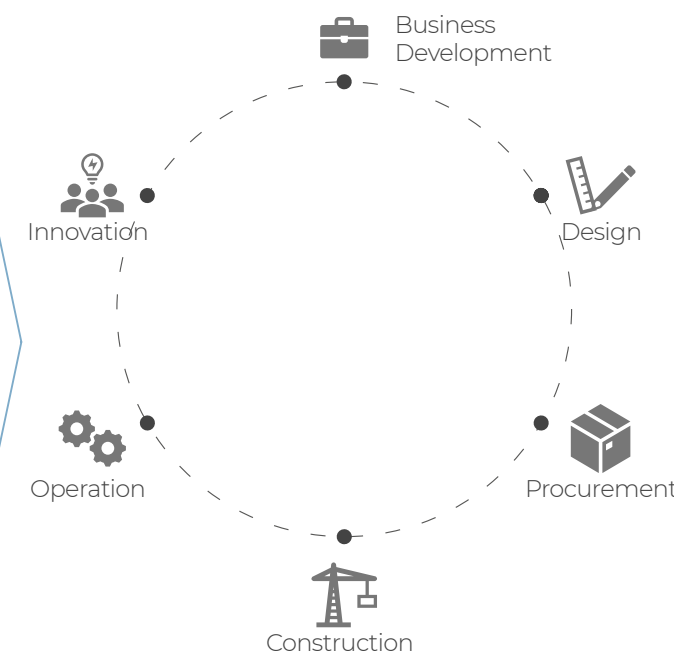 Business
Development
Innovation
Design
Operation
Procurement
Construction